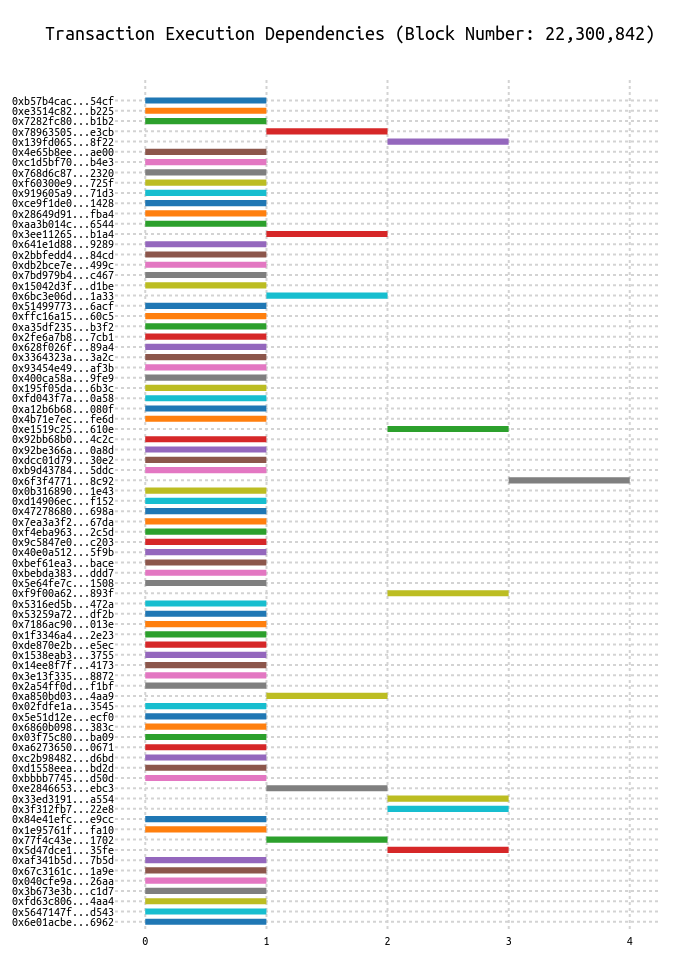 Transaction Execution Dependencies (Block Number: 22,300,842)
0xb57b4cac...54cf
0xe3514c82...b225
0x7282fc80...b1b2
0x78963505...e3cb
0x139fd065...8f22
0x4e65b8ee...ae00
0xc1d5bf70...b4e3
0x768d6c87...2320
0xf60300e9...725f
0x919605a9...71d3
0xce9f1de0...1428
0x28649d91...fba4
0xaa3b014c...6544
0x3ee11265...b1a4
0x641e1d88...9289
0x2bbfedd4...84cd
0xdb2bce7e...499c
0x7bd979b4...c467
0x15042d3f...d1be
0x6bc3e06d...1a33
0x51499773...6acf
0xffc16a15...60c5
0xa35df235...b3f2
0x2fe6a7b8...7cb1
0x628f026f...89a4
0x3364323a...3a2c
0x93454e49...af3b
0x400ca58a...9fe9
0x195f05da...6b3c
0xfd043f7a...0a58
0xa12b6b68...080f
0x4b71e7ec...fe6d
0xe1519c25...610e
0x92bb68b0...4c2c
0x92be366a...0a8d
0xdcc01d79...30e2
0xb9d43784...5ddc
0x6f3f4771...8c92
0x0b316890...1e43
0xd14906ec...f152
0x47278680...698a
0x7ea3a3f2...67da
0xf4eba963...2c5d
0x9c5847e0...c203
0x40e0a512...5f9b
0xbef61ea3...bace
0xbebda383...ddd7
0x5e64fe7c...1508
0xf9f00a62...893f
0x5316ed5b...472a
0x53259a72...df2b
0x7186ac90...013e
0x1f3346a4...2e23
0xde870e2b...e5ec
0x1538eab3...3755
0x14ee8f7f...4173
0x3e13f335...8872
0x2a54ff0d...f1bf
0xa850bd03...4aa9
0x02fdfe1a...3545
0x5e51d12e...ecf0
0x6860b098...383c
0x03f75c80...ba09
0xa6273650...0671
0xc2b98482...d6bd
0xd1558eea...bd2d
0xbbbb7745...d50d
0xe2846653...ebc3
0x33ed3191...a554
0x3f312fb7...22e8
0x84e41efc...e9cc
0x1e95761f...fa10
0x77f4c43e...1702
0x5d47dce1...35fe
0xaf341b5d...7b5d
0x67c3161c...1a9e
0x040cfe9a...26aa
0x3b673e3b...c1d7
0xfd63c806...4aa4
0x5647147f...d543
0x6e01acbe...6962
0 1 2 3 4